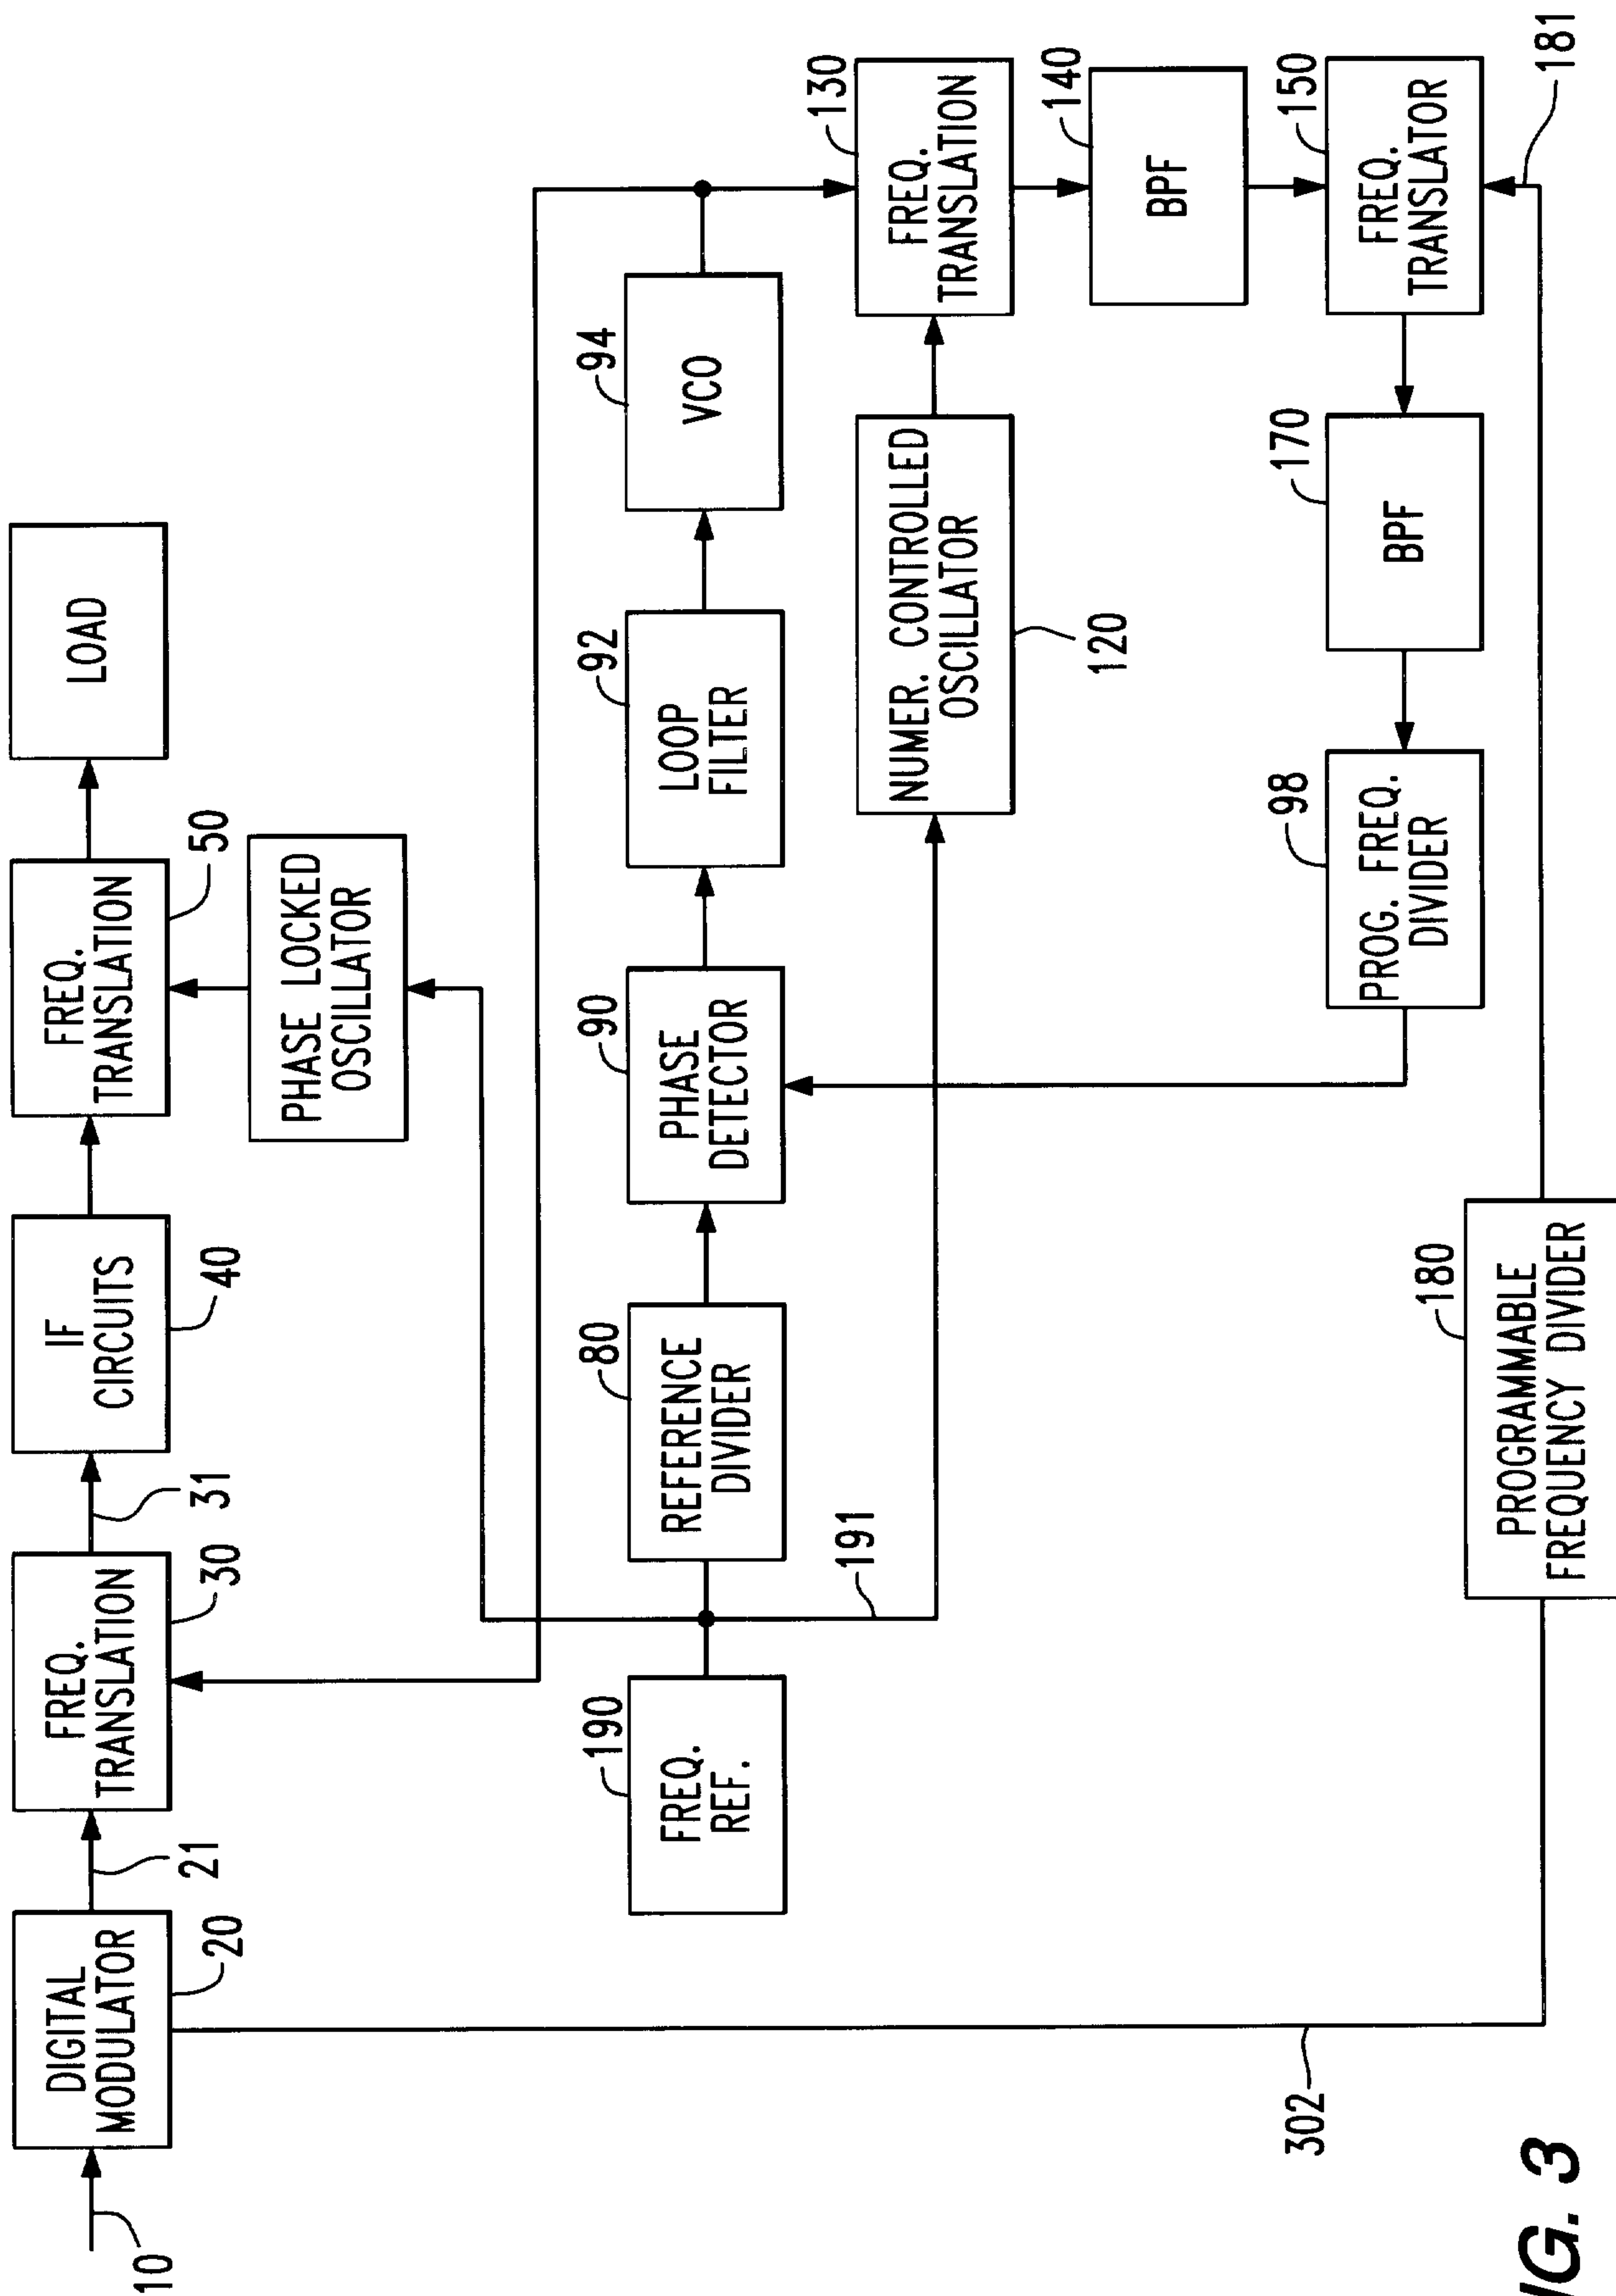 10
DIGITAL
MODULATOR
20
21
FREQ.
TRANSLATION
30
31
IF
CIRCUITS
40
FREQ.
TRANSLATION
50
LOAD
PHASE LOCKED
OSCILLATOR
190
FREQ.
REF.
191
80
REFERENCE
DIVIDER
90
PHASE
DETECTOR
92
LOOP
FILTER
94
VCO
NUMER. CONTROLLED
OSCILLATOR
120
130
FREQ.
TRANSLATION
140
BPF
150
FREQ.
TRANSLATOR
181
170
BPF
98
PROG. FREQ.
DIVIDER
180
PROGRAMMABLE
FREQUENCY DIVIDER
302
3